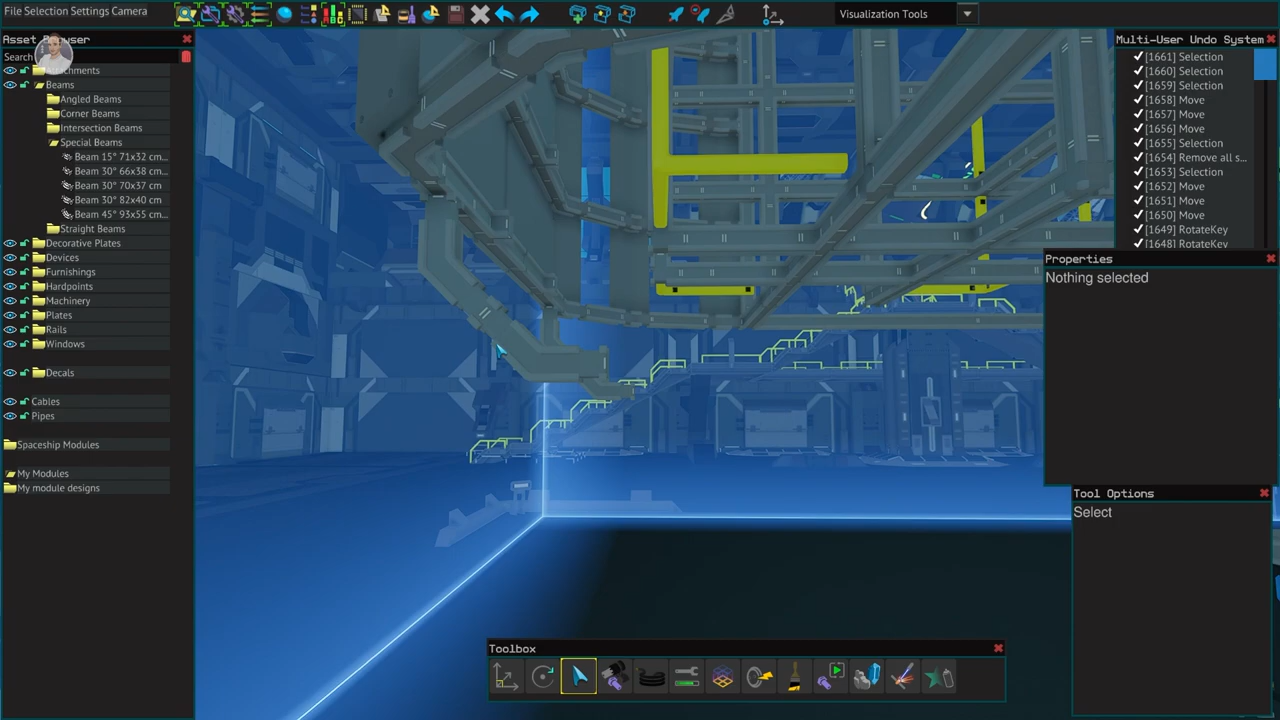 File Selection Settings Camera
Visualization Tools
Asset Browser
Search
Attachments
Beams
Angled Beams
Corner Beams
Intersection Beams
Special Beams
Beam 15° 71x32 cm...
Beam 30° 66x38 cm...
Beam 30° 70x37 cm
Beam 30° 82x40 cm
Beam 45° 93x55 cm...
Straight Beams
Decorative Plates
Devices
Furnishings
Hardpoints
Machinery
Plates
Rails
Windows
Decals
Cables
Pipes
Spaceship Modules
My Modules
My module designs
Multi-User Undo System
[1661] Selection
[1660] Selection
[1659] Selection
[1658] Move
[1657] Move
[1656] Move
[1655] Selection
[1654] Remove all s...
[1653] Selection
[1652] Move
[1651] Move
[1650] Move
[1649] RotateKey
[1648] RotateKey
Properties
Nothing selected
Tool Options
Select
Toolbox